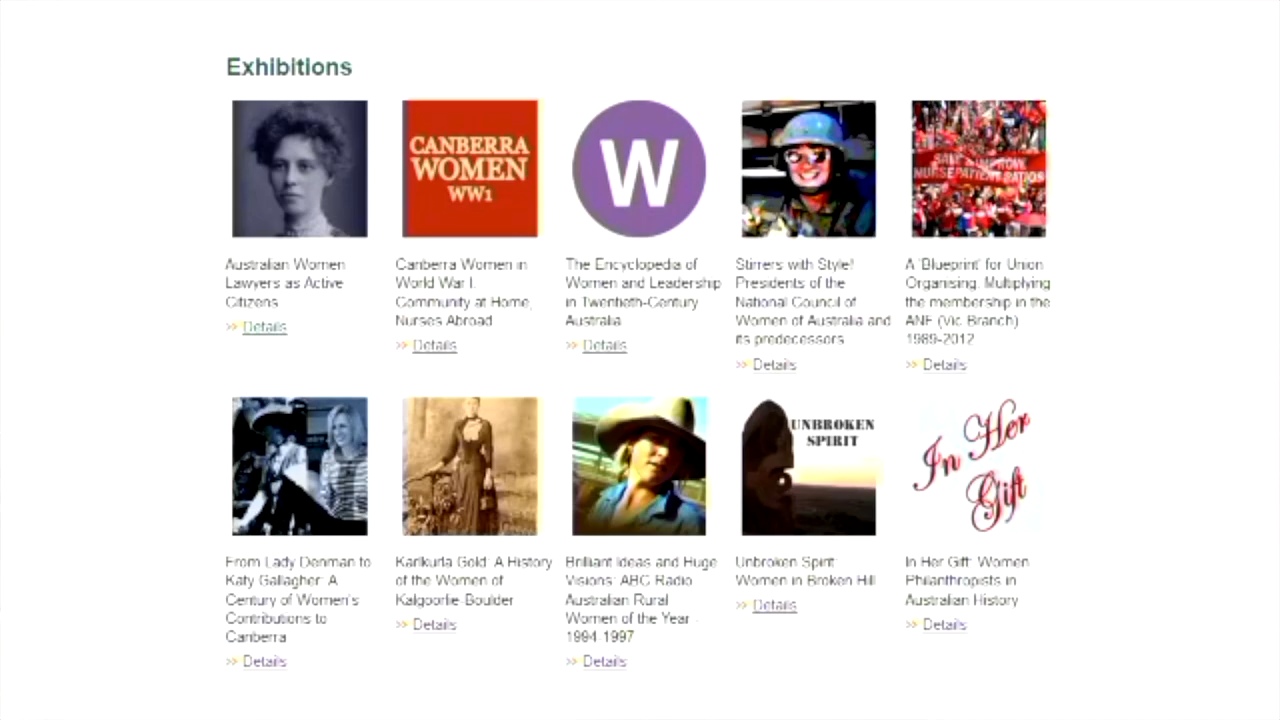 Exhibitions
CANBERRA
WOMEN
WW1
W
SAVE & IMPROVE
NURSE PATIENT RATIOS
Australian Women
Lawyers as Active
Citizens
>> Details
Canberra Women in
World War I:
Community at Home,
Nurses Abroad
>> Details
The Encyclopedia of
Women and Leadership
in Twentieth-Century
Australia
>> Details
Stirrers with Style!
Presidents of the
National Council of
Women of Australia and
its predecessors
>> Details
A 'Blueprint' for Union
Organising: Multiplying
the membership in the
ANF (Vic Branch)
1989-2012
>> Details
UNBROKEN
SPIRIT
In Her
Gift
From Lady Denman to
Katy Gallagher: A
Century of Women's
Contributions to
Canberra
>> Details
Karlkurla Gold: A History
of the Women of
Kalgoorlie-Boulder
>> Details
Brilliant Ideas and Huge
Visions: ABC Radio
Australian Rural
Women of the Year -
1994-1997
>> Details
Unbroken Spirit:
Women in Broken Hill
>> Details
In Her Gift: Women
Philanthropists in
Australian History
>> Details